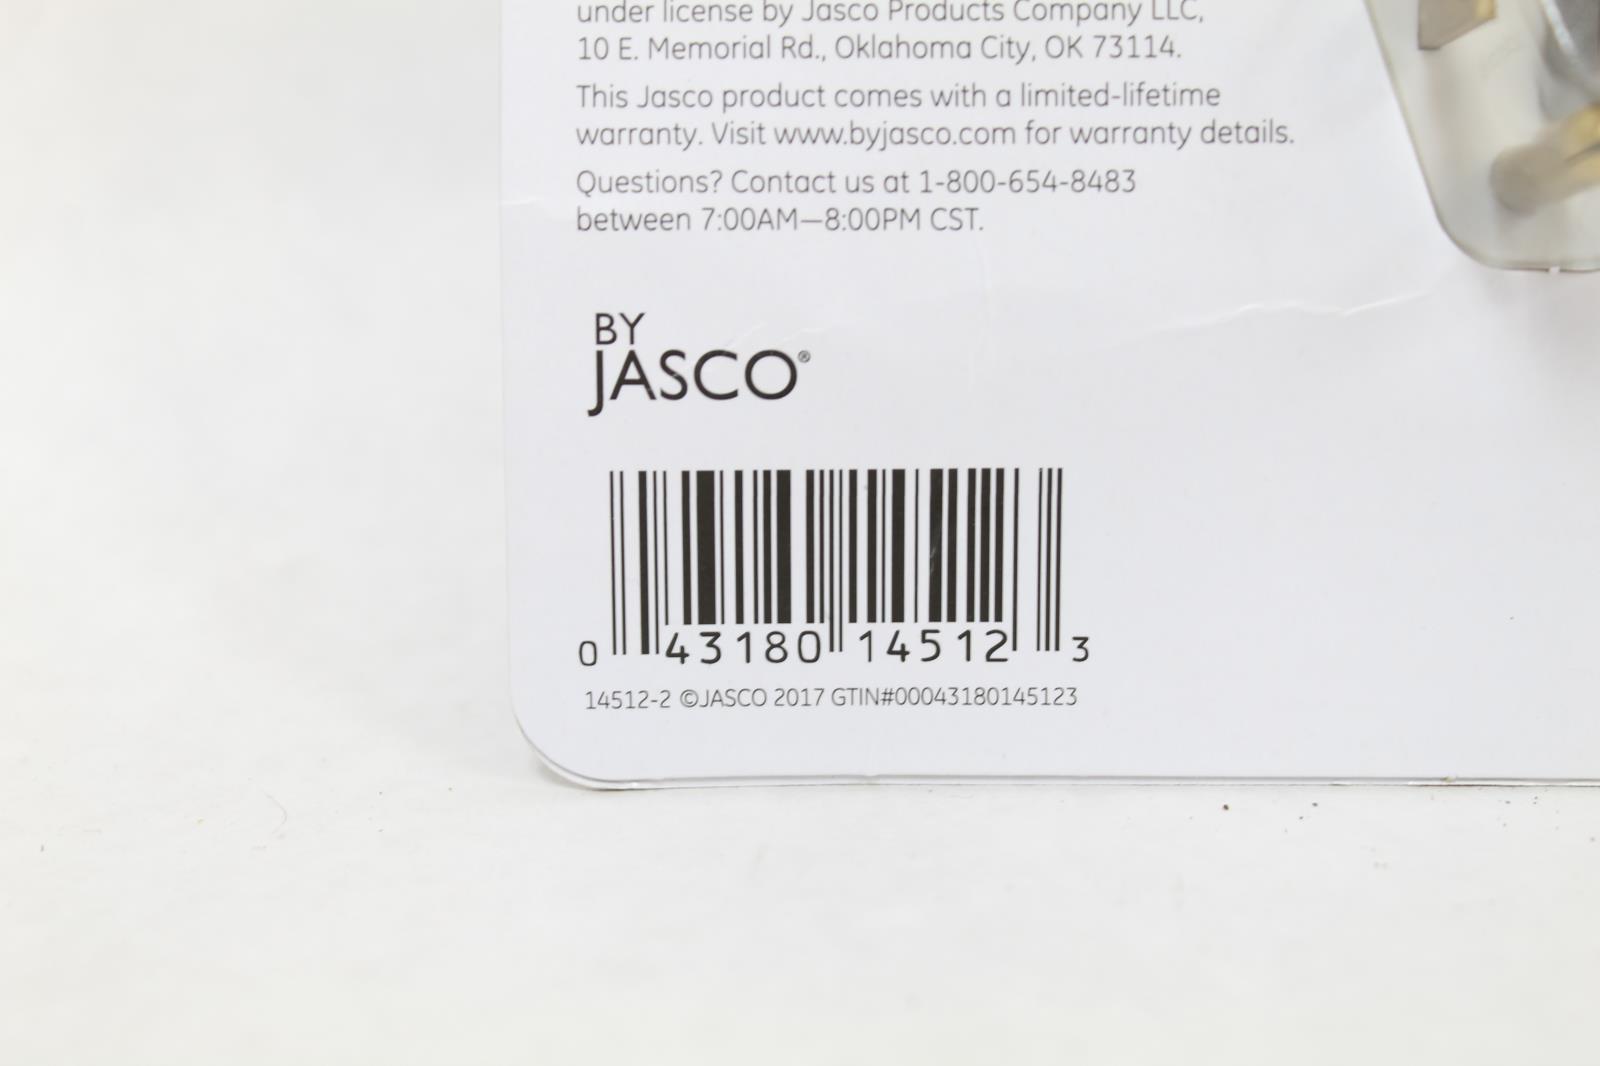 under license by Jasco Products Company LLC,
10 E. Memorial Rd., Oklahoma City, OK 73114.
This Jasco product comes with a limited-lifetime
warranty. Visit www.byjasco.com for warranty details.
Questions? Contact us at 1-800-654-8483
between 7:00AM—8:00PM CST.
BY
JASCO®
0 43180 14512 3
14512-2 ©JASCO 2017 GTIN#00043180145123